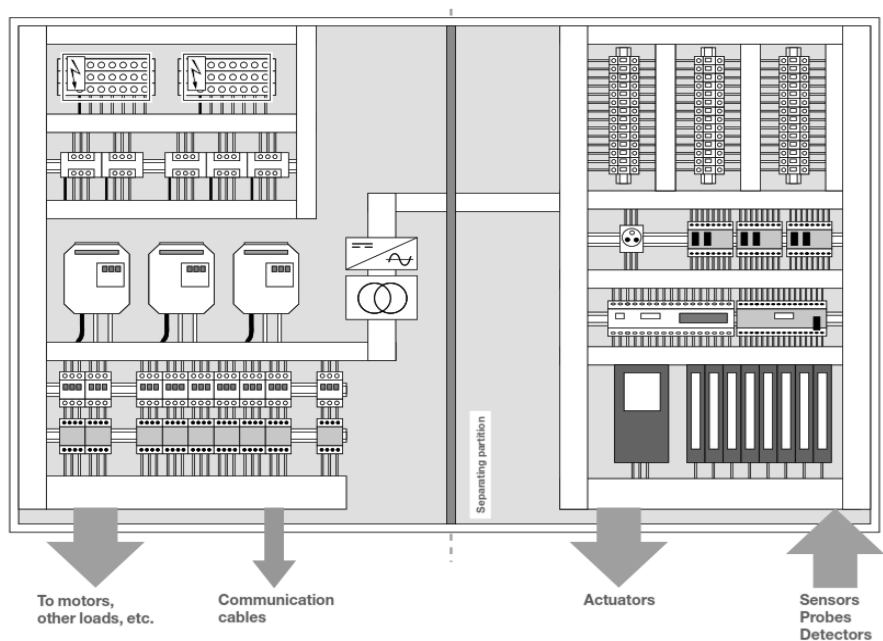 Separating partition
To motors,
other loads, etc.
Communication
cables
Actuators
Sensors
Probes
Detectors